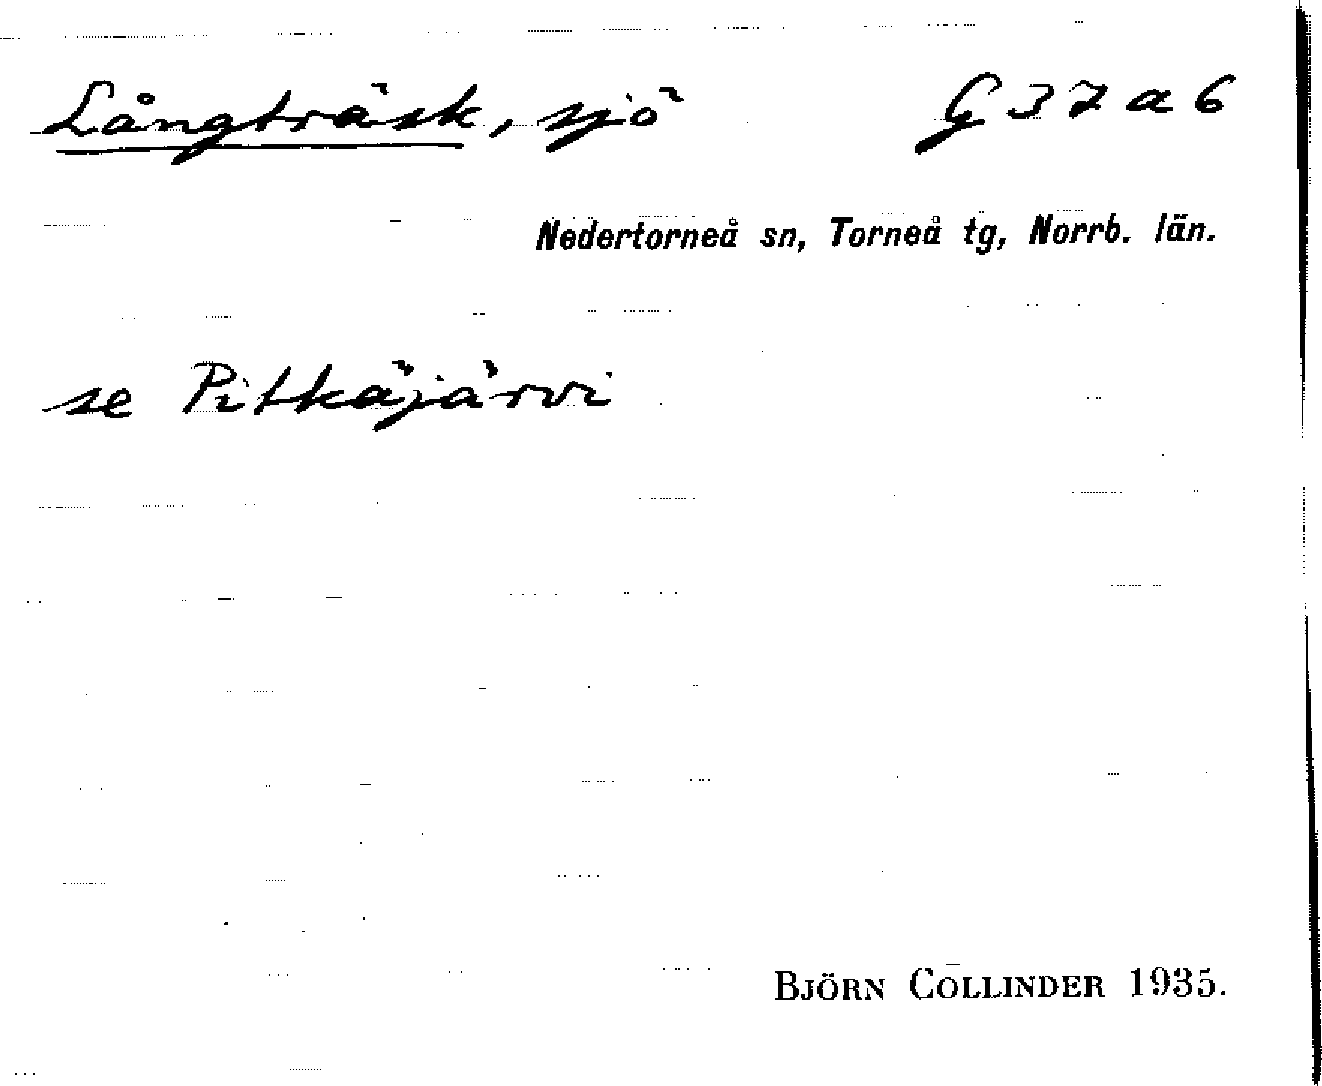 Långträsk, sjö G 37 a 6
Nedertorneå sn, Torneå tg, Norrb. län.
se Pitkäjärvi
BJÖRN COLLINDER 1935.